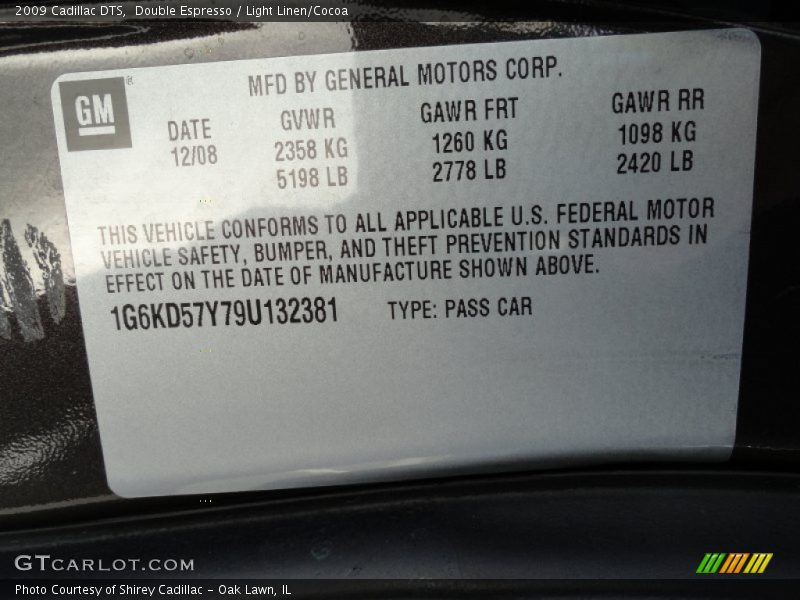 2009 Cadillac DTS,  Double Espresso / Light Linen/Cocoa
GM®
MFD BY GENERAL MOTORS CORP.
DATE GVWR GAWR FRT GAWR RR
12/08 2358 KG 1260 KG 1098 KG
5198 LB 2778 LB 2420 LB
THIS VEHICLE CONFORMS TO ALL APPLICABLE U.S. FEDERAL MOTOR
VEHICLE SAFETY, BUMPER, AND THEFT PREVENTION STANDARDS IN
EFFECT ON THE DATE OF MANUFACTURE SHOWN ABOVE.
1G6KD57Y79U132381 TYPE: PASS CAR
GTCARLOT.COM
Photo Courtesy of Shirey Cadillac - Oak Lawn, IL